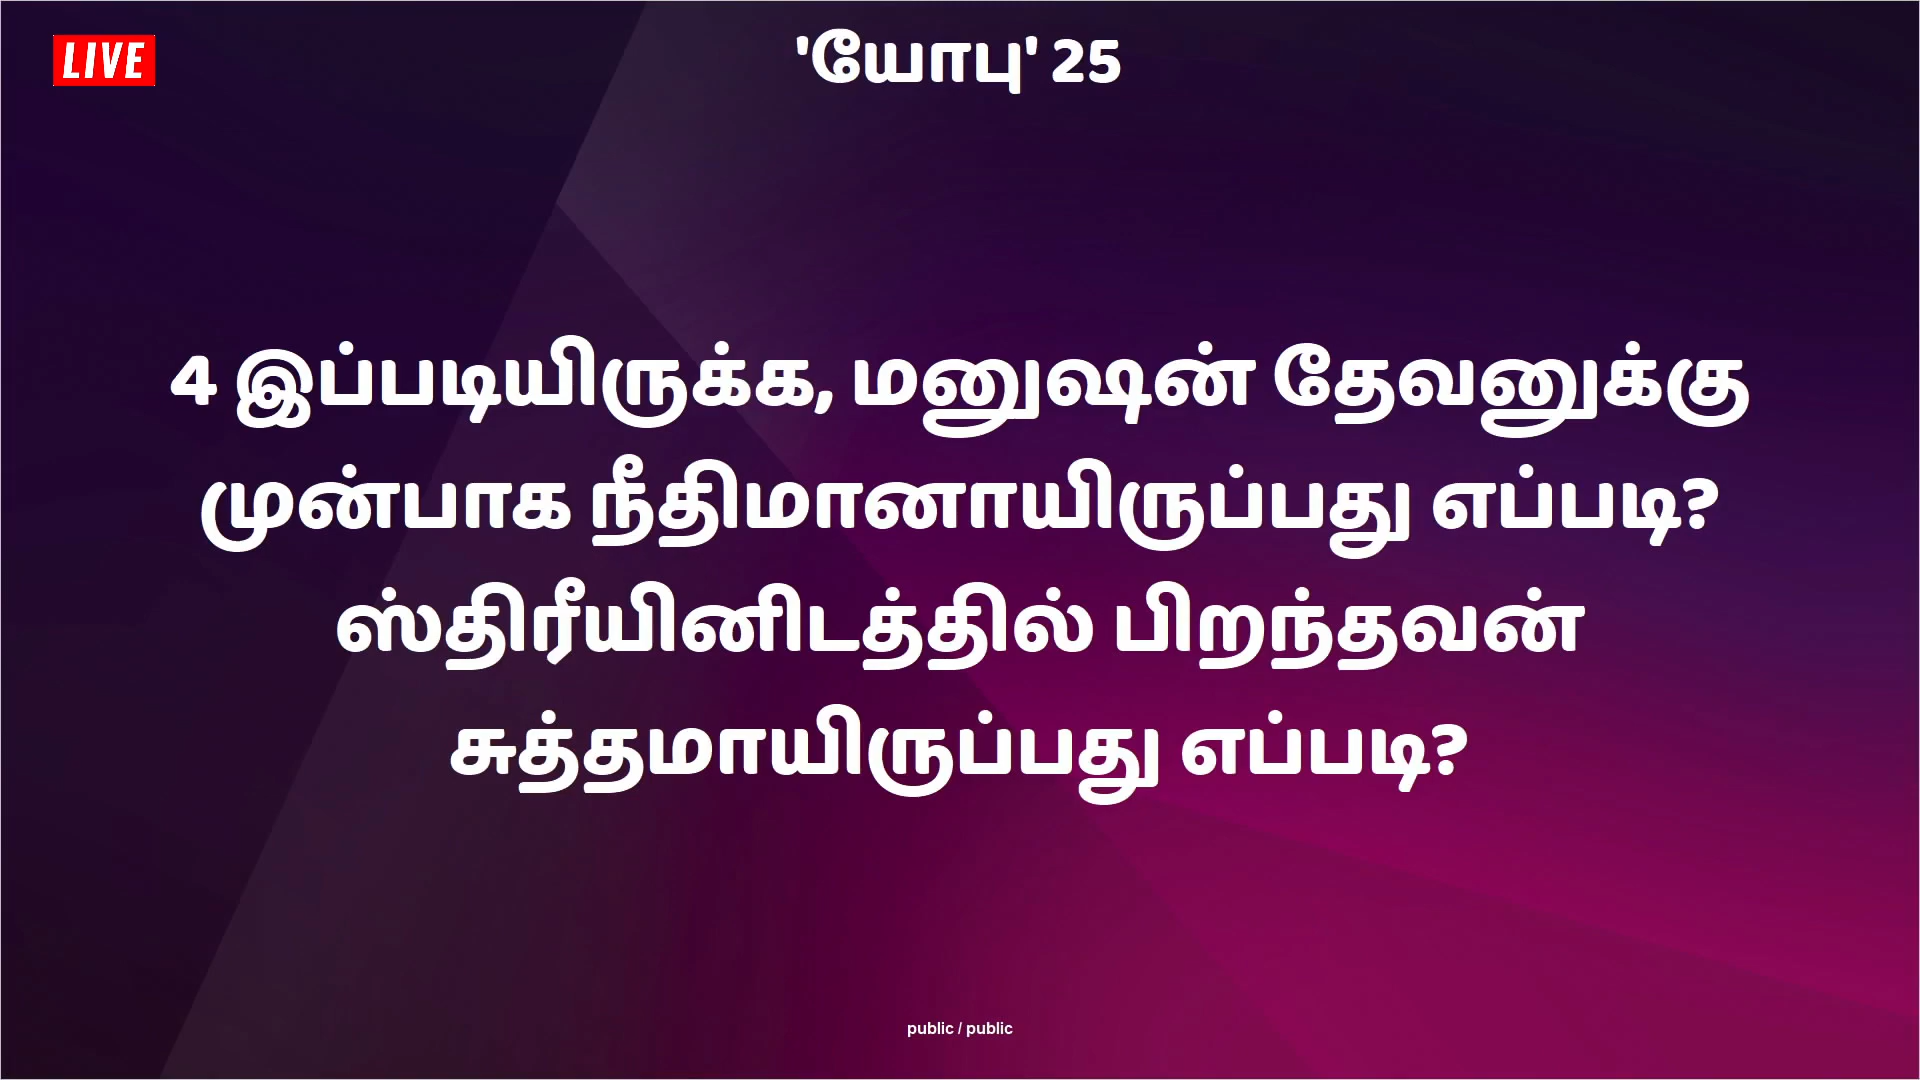 LIVE
'யோபு' 25
4 இப்படியிருக்க, மனுஷன் தேவனுக்கு
முன்பாக நீதிமானாயிருப்பது எப்படி?
ஸ்திரீயினிடத்தில் பிறந்தவன்
சுத்தமாயிருப்பது எப்படி?
public / public